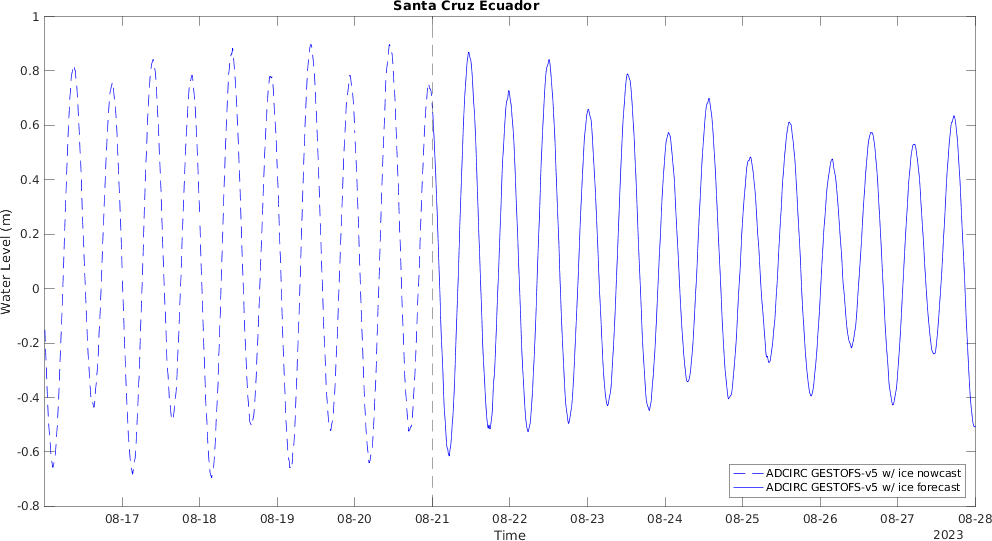 Santa Cruz Ecuador
Water Level (m)
1
0.8
0.6
0.4
0.2
0
-0.2
-0.4
-0.6
-0.8
08-17 08-18 08-19 08-20 08-21 08-22 08-23 08-24 08-25 08-26 08-27 08-28
Time
2023
ADCIRC GESTOFS-v5 w/ ice nowcast
ADCIRC GESTOFS-v5 w/ ice forecast